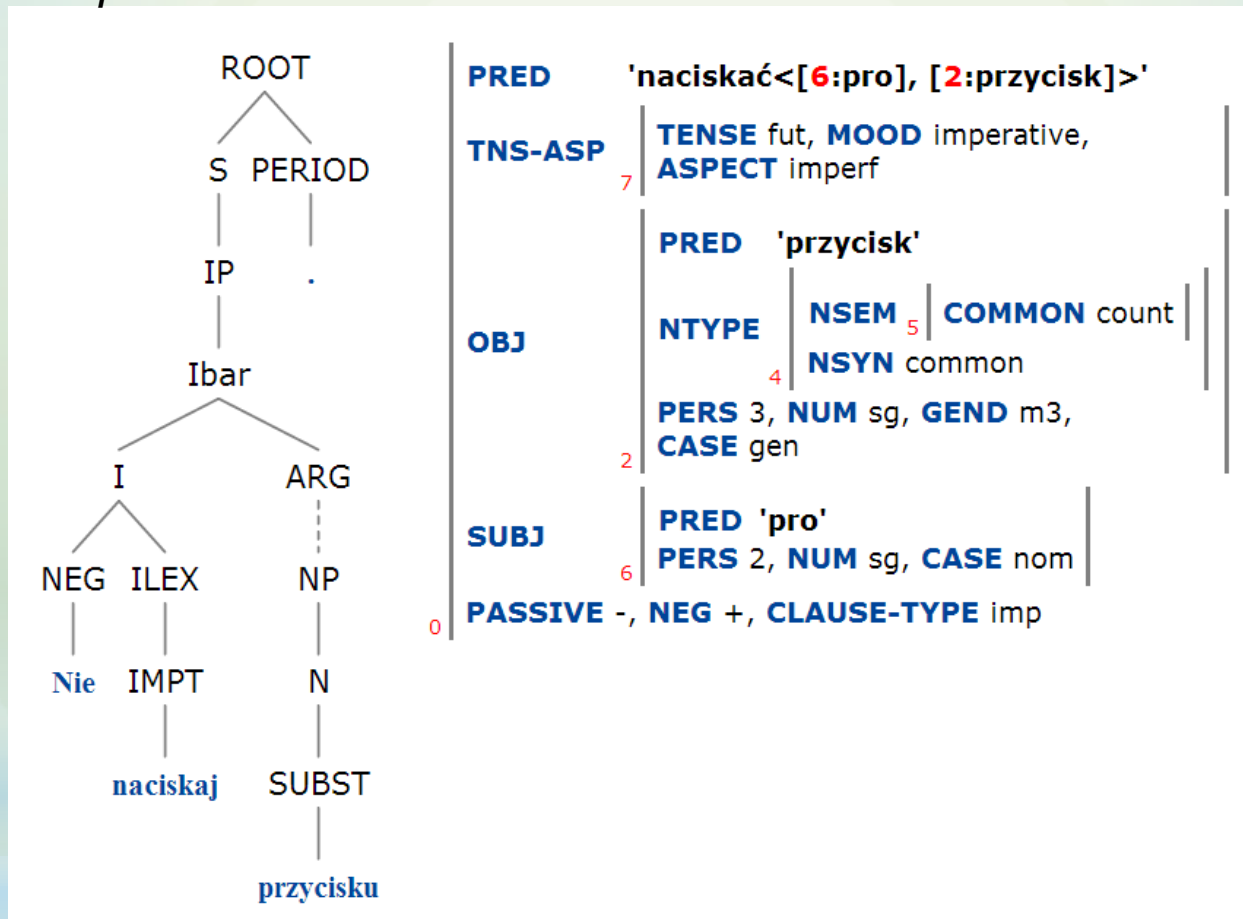 ROOT
S PERIOD
IP .
Ibar
I ARG
NEG ILEX NP
Nie IMPT N
naciskaj SUBST
przycisku
PRED 'naciskać<[6:pro], [2:przycisk]>'
TENSE fut, MOOD imperative,
TNS-ASP
ASPECT imperf
7
PRED 'przycisk'
NSEM 5 COMMON count
NTYPE
OBJ
NSYN common
4
PERS 3, NUM sg, GEND m3,
CASE gen
2
PRED 'pro'
SUBJ
PERS 2, NUM sg, CASE nom
6
PASSIVE -, NEG +, CLAUSE-TYPE imp
0